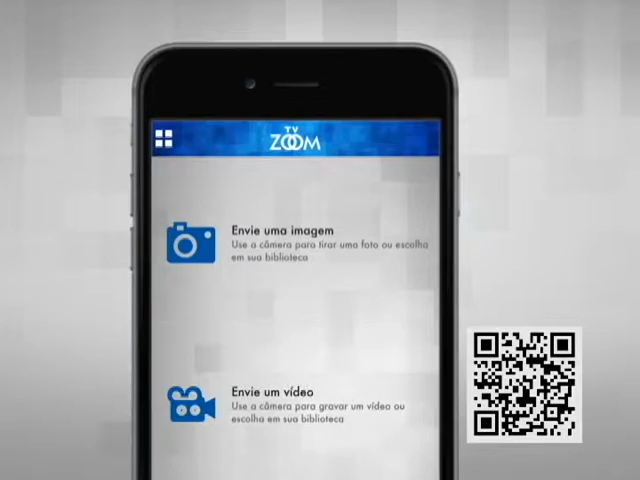 TV
ZOOM
Envie uma imagem
Use a câmera para tirar uma foto ou escolha
em sua biblioteca
Envie um vídeo
Use a câmera para gravar um vídeo ou
escolha em sua biblioteca